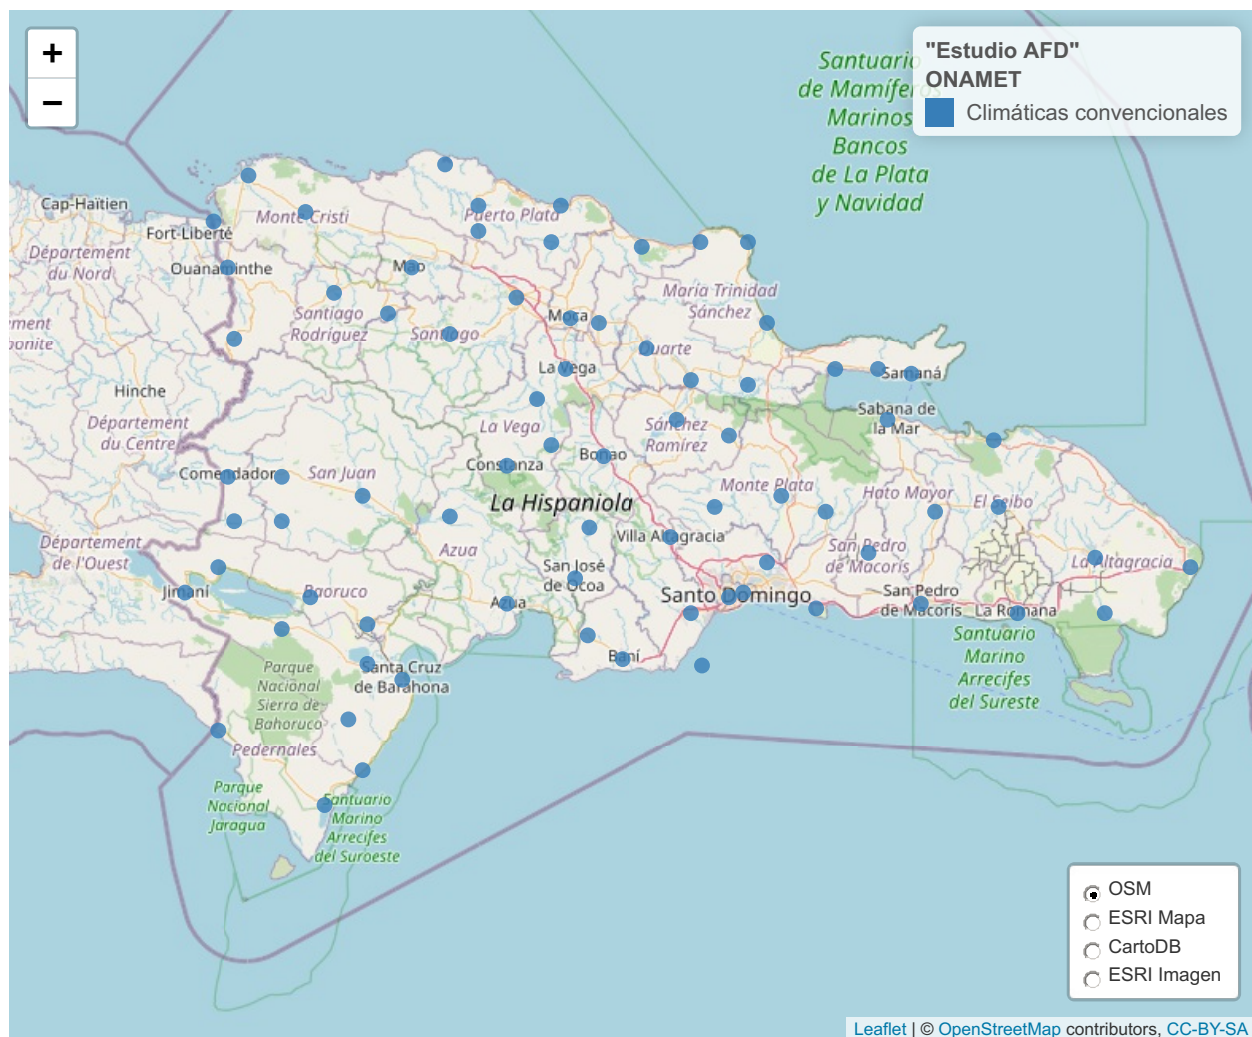 +
−
"Estudio AFD"
ONAMET
Climáticas convencionales
Santuario
de Mamíferos
Marinos
Bancos
de La Plata
y Navidad
Cap-Haïtien
Fort-Liberté
Monte Cristi
Puerto Plata
Département
du Nord
Ouanaminthe
Mao
María Trinidad
Sánchez
Santiago
Rodríguez
Santiago
Moca
Duarte
La Vega
Samaná
Hinche
Département
du Centre
La Vega
Sánchez
Ramírez
Sabana de
la Mar
Comendador
San Juan
Constanza
Bonao
Monte Plata
Hato Mayor
El Seibo
La Hispaniola
Département
de l'Ouest
Azua
Villa Altagracia
San Pedro
de Macorís
La Altagracia
San José
de Ocoa
Jimaní
Baoruco
Azua
Santo Domingo
San Pedro
de Macorís
La Romana
Santuario
Marino
Arrecifes
del Sureste
Baní
Santa Cruz
de Barahona
Parque
Nacional
Sierra de
Bahoruco
Pedernales
Parque
Nacional
Jaragua
Santuario
Marino
Arrecifes
del Suroeste
OSM
ESRI Mapa
CartoDB
ESRI Imagen
Leaflet | © OpenStreetMap contributors, CC-BY-SA